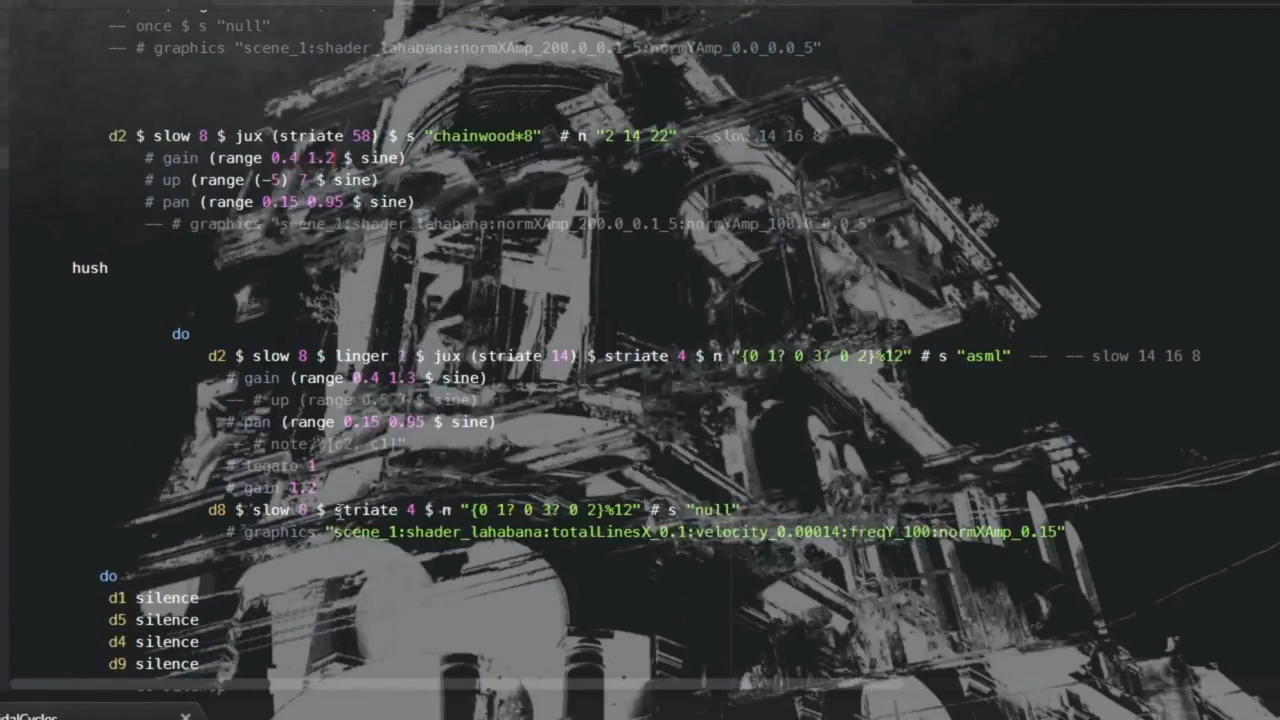 -- once $ s "null"
-- # graphics "scene_1:shader_lahabana:normXAmp_200.0_0.1_5:normYAmp_0.0_0.0_5"
d2 $ slow 8 $ jux (striate 58) $ s "chainwood*8"  # n "2 14 22" -- slow 14 16 8
# gain (range 0.4 1.2 $ sine)
# up (range (-5) 7 $ sine)
# pan (range 0.15 0.95 $ sine)
-- # graphics "scene_1:shader_lahabana:normXAmp_200.0_0.1_5:normYAmp_100.0_0.0_5"
hush
do
d2 $ slow 8 $ linger 1 $ jux (striate 14) $ striate 4 $ n "{0 1? 0 3? 0 2}%12" # s "asml"  --  -- slow 14 16 8
# gain (range 0.4 1.3 $ sine)
-- # up (range 0.5 $ sine)
# pan (range 0.15 0.95 $ sine)
-- # note "[c2, c1]"
# legato 1
# gain 1.2
d8 $ slow 8 $ striate 4 $ n "{0 1? 0 3? 0 2}%12" # s "null"
# graphics "scene_1:shader_lahabana:totalLinesX_0.1:velocity_0.00014:freqY_100:normXAmp_0.15"
do
d1 silence
d5 silence
d4 silence
d9 silence